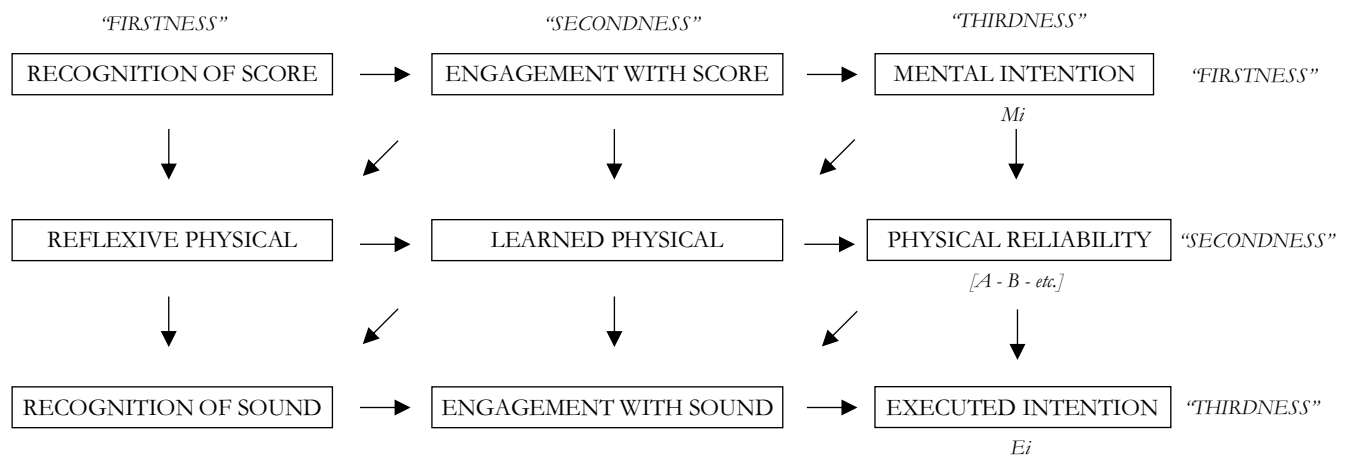 “FIRSTNESS” “SECONDNESS” “THIRDNESS”
RECOGNITION OF SCORE ENGAGEMENT WITH SCORE MENTAL INTENTION “FIRSTNESS”
Mi
REFLEXIVE PHYSICAL LEARNED PHYSICAL PHYSICAL RELIABILITY “SECONDNESS”
[A - B - etc.]
RECOGNITION OF SOUND ENGAGEMENT WITH SOUND EXECUTED INTENTION “THIRDNESS”
Ei